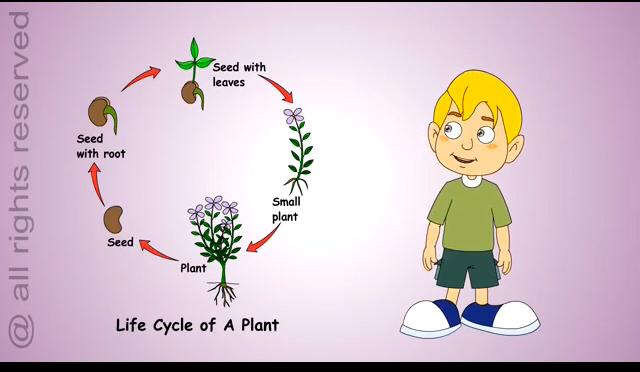 @ all rights reserved
Seed with
leaves
Seed
with root
Small
plant
Seed
Plant
Life Cycle of A Plant